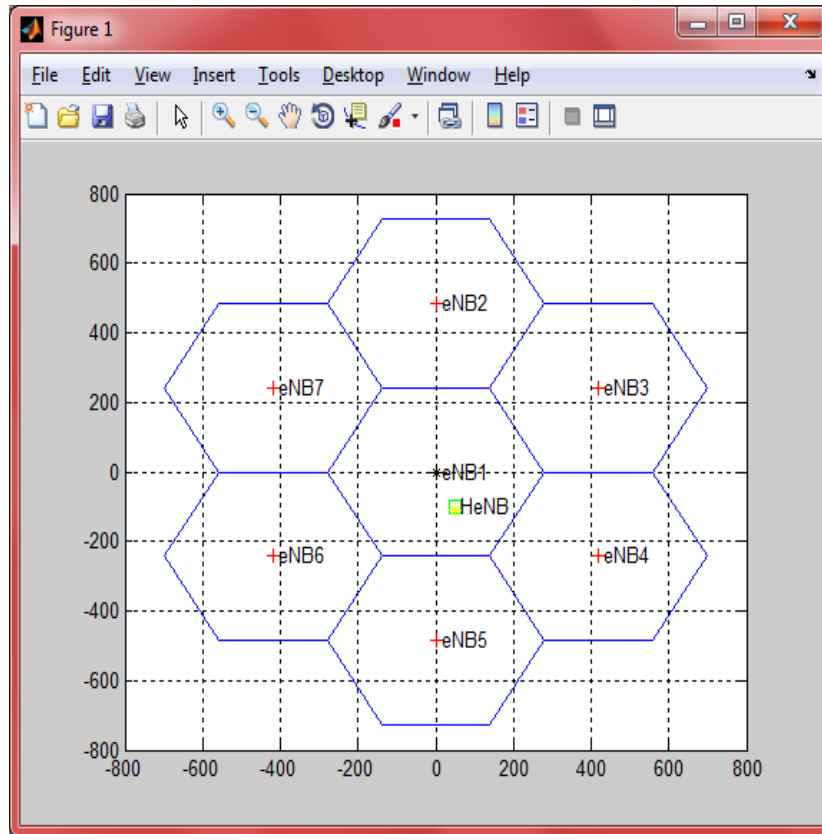 Figure 1
File Edit View Insert Tools Desktop Window Help
800
600
eNB2
400
eNB7 eNB3
200
0 eNB1
HeNB
-200
eNB6 eNB4
-400
eNB5
-600
-800
-800 -600 -400 -200 0 200 400 600 800